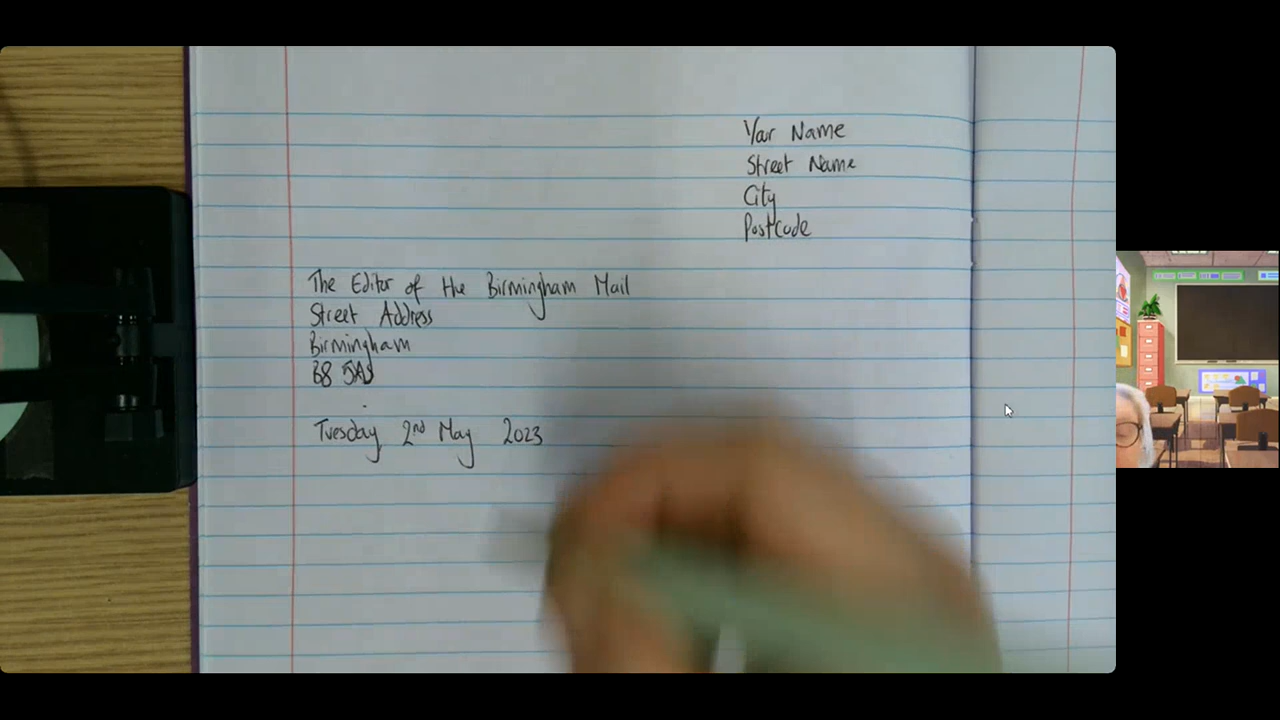 Your Name
Street Name
City
Postcode
The Editor of the Birmingham Mail
Street Address
Birmingham
B8 5AS
Tuesday 2nd May 2023